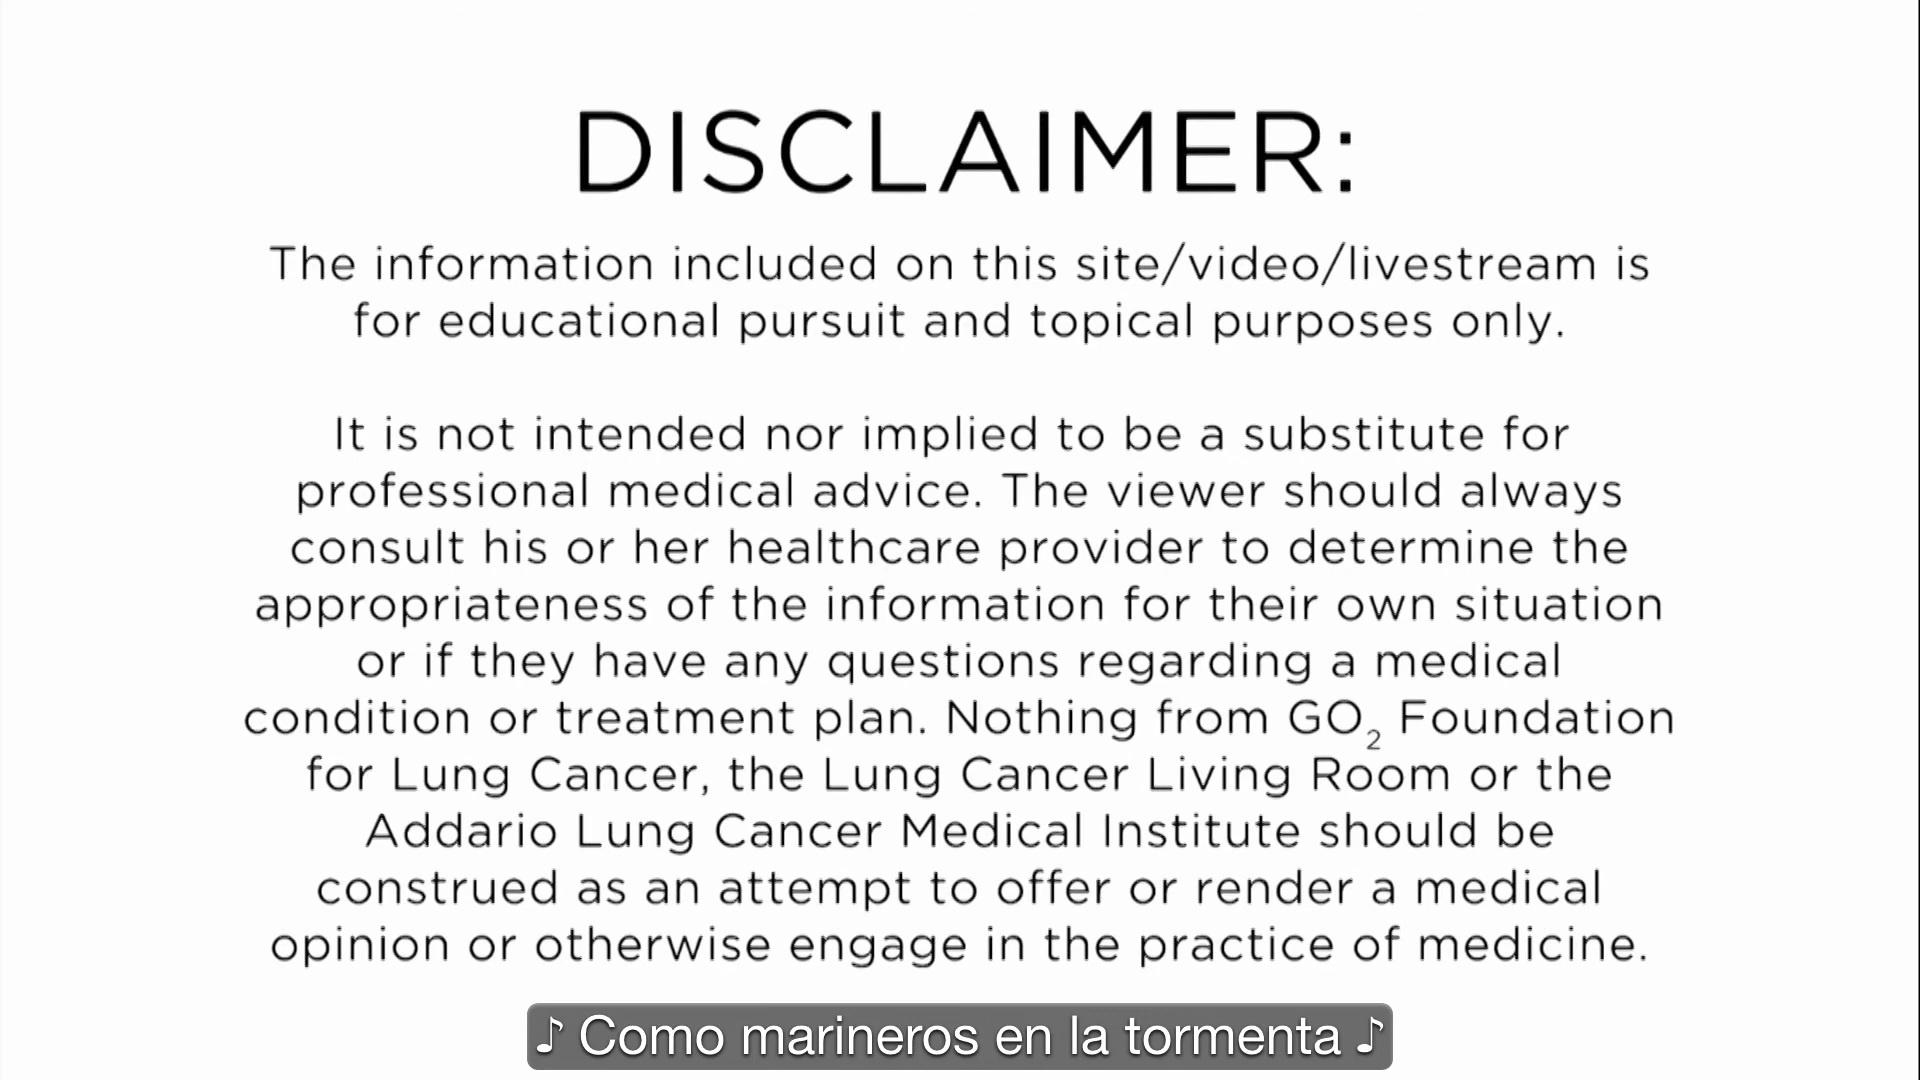 DISCLAIMER:
The information included on this site/video/livestream is
for educational pursuit and topical purposes only.
It is not intended nor implied to be a substitute for
professional medical advice. The viewer should always
consult his or her healthcare provider to determine the
appropriateness of the information for their own situation
or if they have any questions regarding a medical
condition or treatment plan. Nothing from GO₂ Foundation
for Lung Cancer, the Lung Cancer Living Room or the
Addario Lung Cancer Medical Institute should be
construed as an attempt to offer or render a medical
opinion or otherwise engage in the practice of medicine.
♪ Como marineros en la tormenta ♪